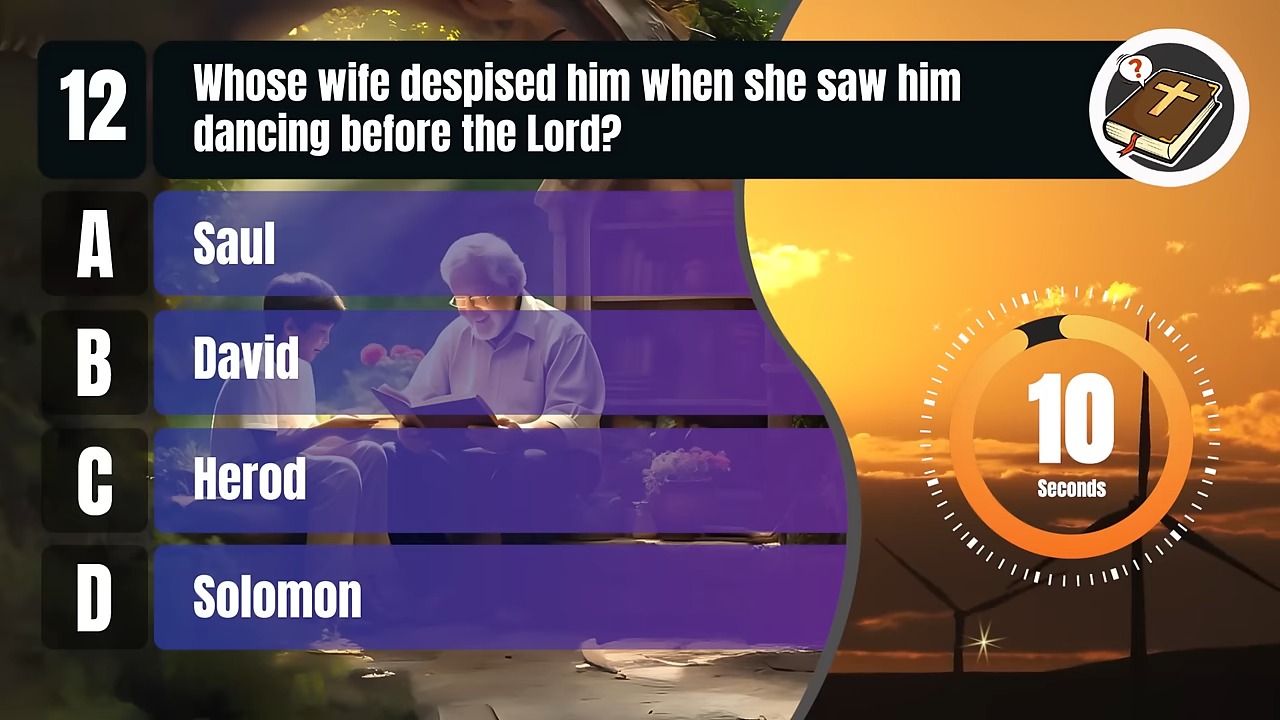 12
Whose wife despised him when she saw him
dancing before the Lord?
A
Saul
B
David
C
Herod
D
Solomon
10
Seconds
?